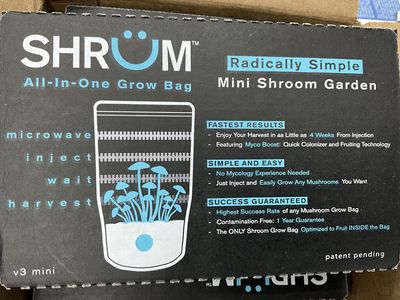 SHRUM™
All-In-One Grow Bag
Radically Simple
Mini Shroom Garden
microwave
inject
wait
harvest
FASTEST RESULTS
- Enjoy Your Harvest in as Little as 4 Weeks From Injection
- Featuring Myco Boost: Quick Colonizer and Fruiting Technology
SIMPLE AND EASY
- No Mycology Experience Needed
- Just Inject and Easily Grow Any Mushrooms You Want
SUCCESS GUARANTEED
- Highest Success Rate of any Mushroom Grow Bag
- Contamination Free: 1 Year Guarantee
- The ONLY Shroom Grow Bag Optimized to Fruit INSIDE the Bag
v3 mini
patent pending